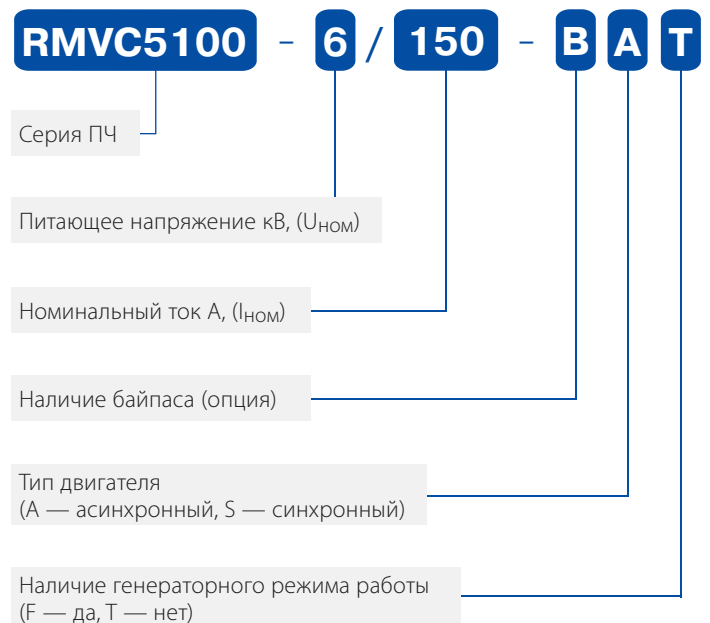 RMVC5100 - 6 / 150 - B A T
Серия ПЧ
Питающее напряжение кВ, (Uном)
Номинальный ток А, (Iном)
Наличие байпаса (опция)
Тип двигателя
(А — асинхронный, S — синхронный)
Наличие генераторного режима работы
(F — да, Т — нет)